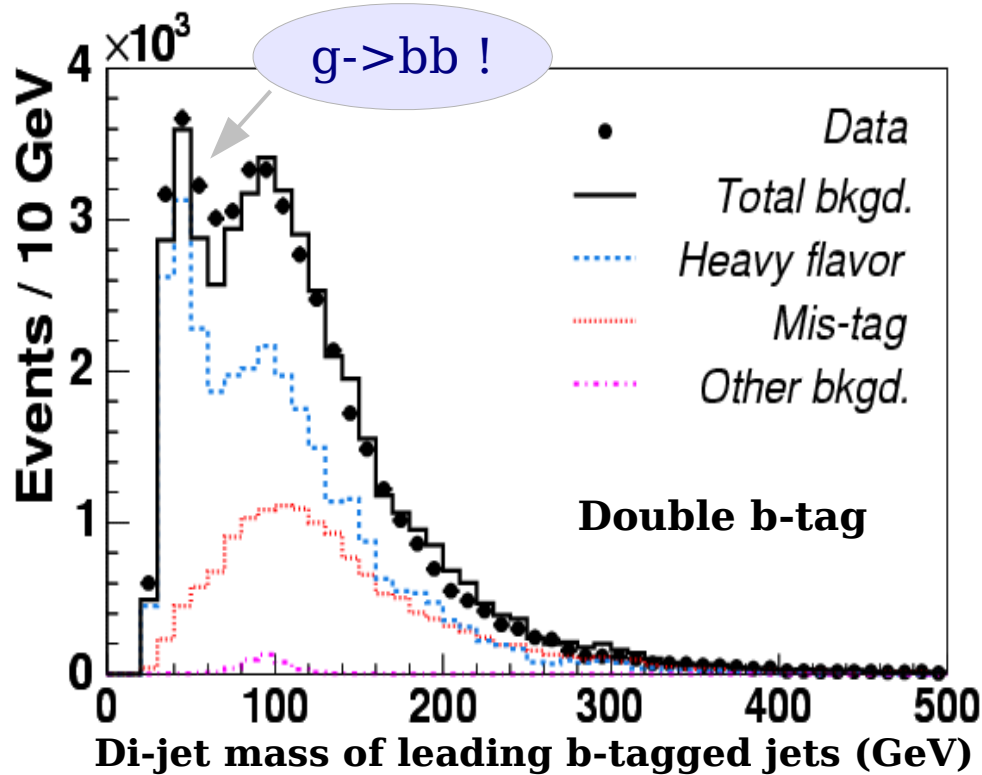 ×10³
g->bb !
Events / 10 GeV
4
3
2
1
0
Data
Total bkgd.
Heavy flavor
Mis-tag
Other bkgd.
Double b-tag
0 100 200 300 400 500
Di-jet mass of leading b-tagged jets (GeV)